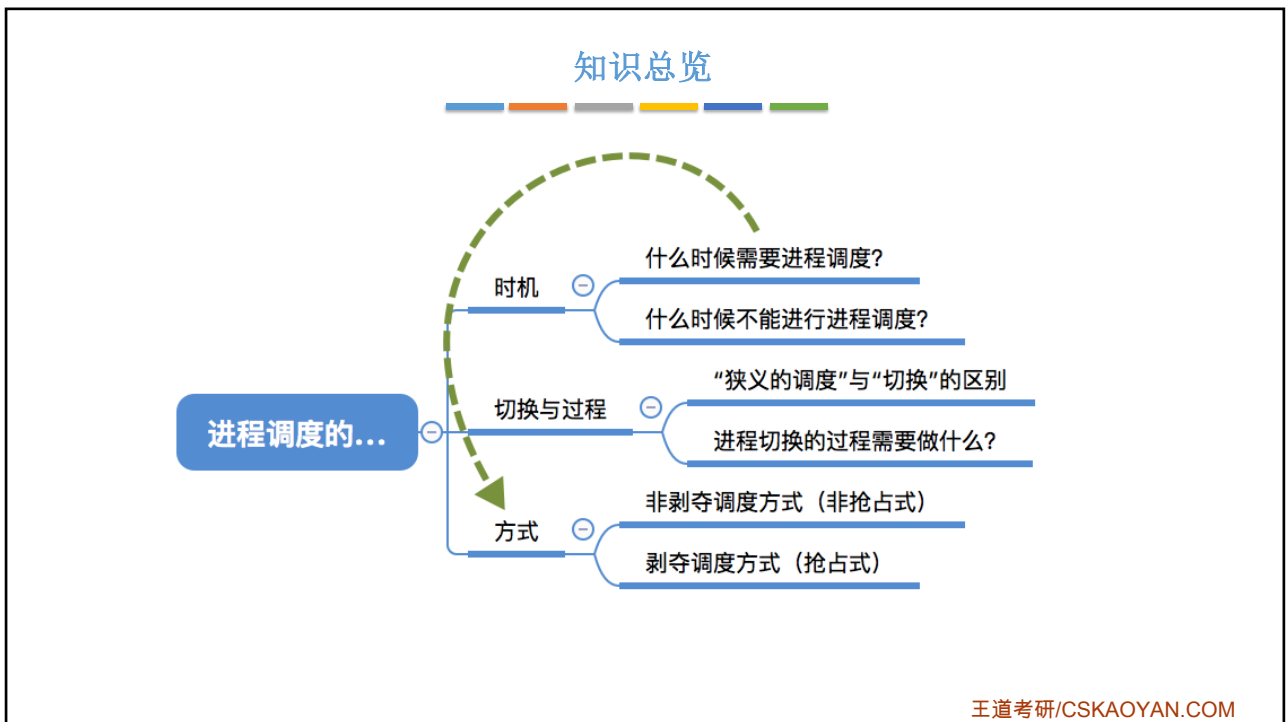 知识总览
什么时候需要进程调度？
时机
什么时候不能进行进程调度？
“狭义的调度”与“切换”的区别
切换与过程
进程切换的过程需要做什么？
进程调度的...
非剥夺调度方式（非抢占式）
方式
剥夺调度方式（抢占式）
王道考研/CSKAOYAN.COM